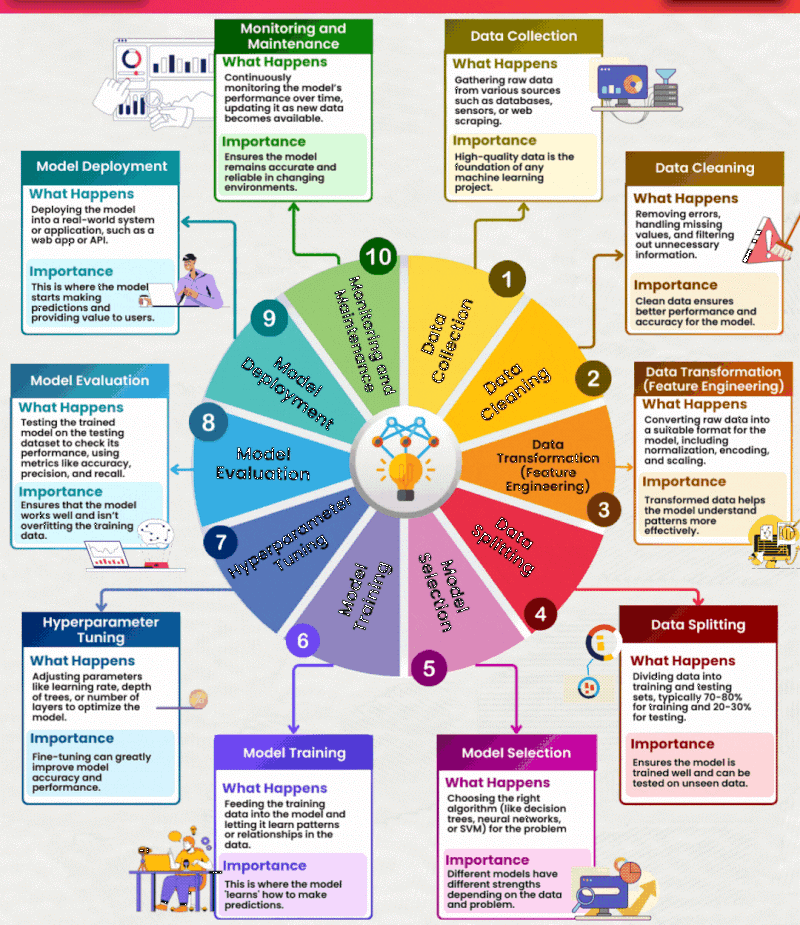 Monitoring and
Maintenance
What Happens
Continuously
monitoring the model's
performance over time,
updating it as new data
becomes available.
Importance
Ensures the model
remains accurate and
reliable in changing
environments.
Data Collection
What Happens
Gathering raw data
from various sources
such as databases,
sensors, or web
scraping.
Importance
High-quality data is the
foundation of any
machine learning
project.
Model Deployment
What Happens
Deploying the model
into a real-world system
or application, such as a
web app or API.
Importance
This is where the model
starts making
predictions and
providing value to users.
Data Cleaning
What Happens
Removing errors,
handling missing
values, and filtering
out unnecessary
information.
Importance
Clean data ensures
better performance and
accuracy for the model.
Model Evaluation
What Happens
Testing the trained
model on the testing
dataset to check its
performance, using
metrics like accuracy,
precision, and recall.
Importance
Ensures that the model
works well and isn't
overfitting the training
data.
Data Transformation
(Feature Engineering)
What Happens
Converting raw data into
a suitable format for the
model, including
normalization, encoding,
and scaling.
Importance
Transformed data helps
the model understand
patterns more
effectively.
10
Monitoring and
Maintenance
1
Data
Collection
9
Model
Deployment
2
Data
Cleaning
8
Model
Evaluation
3
Data
Transformation
(Feature
Engineering)
7
Hyperparameter
Tuning
4
Data
Splitting
6
Model
Training
5
Model
Selection
Hyperparameter
Tuning
What Happens
Adjusting parameters
like learning rate, depth
of trees, or number of
layers to optimize the
model.
Importance
Fine-tuning can greatly
improve model
accuracy and
performance.
Data Splitting
What Happens
Dividing data into
training and testing
sets, typically 70-80%
for training and 20-30%
for testing.
Importance
Ensures the model is
trained well and can be
tested on unseen data.
Model Training
What Happens
Feeding the training
data into the model and
letting it learn patterns
or relationships in the
data.
Importance
This is where the model
'learns' how to make
predictions.
Model Selection
What Happens
Choosing the right
algorithm (like decision
trees, neural networks,
or SVM) for the problem
Importance
Different models have
different strengths
depending on the data
and problem.